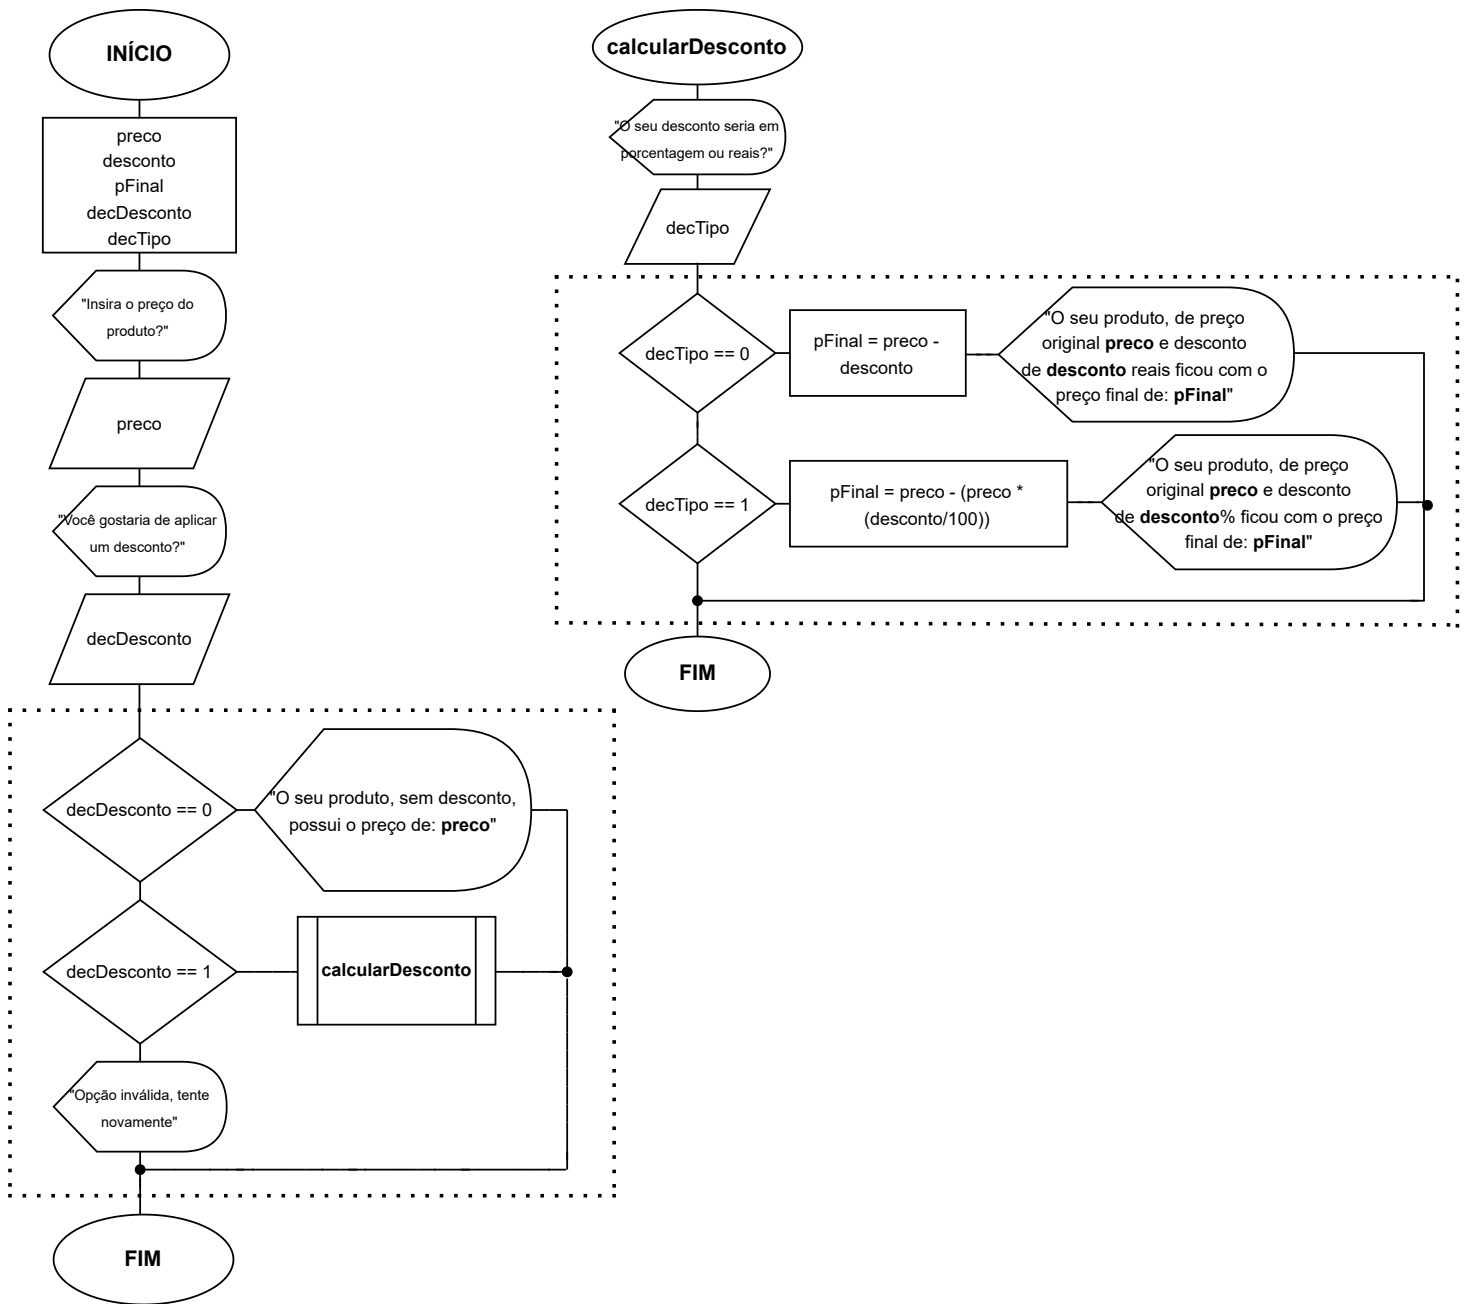 INÍCIO
preco
desconto
pFinal
decDesconto
decTipo
"Insira o preço do
produto?"
preco
"Você gostaria de aplicar
um desconto?"
decDesconto
decDesconto == 0
"O seu produto, sem desconto,
possui o preço de: preco"
decDesconto == 1
calcularDesconto
"Opção inválida, tente
novamente"
FIM
calcularDesconto
"O seu desconto seria em
porcentagem ou reais?"
decTipo
decTipo == 0
pFinal = preco -
desconto
"O seu produto, de preço
original preco e desconto
de desconto reais ficou com o
preço final de: pFinal"
decTipo == 1
pFinal = preco - (preco *
(desconto/100))
"O seu produto, de preço
original preco e desconto
de desconto% ficou com o preço
final de: pFinal"
FIM